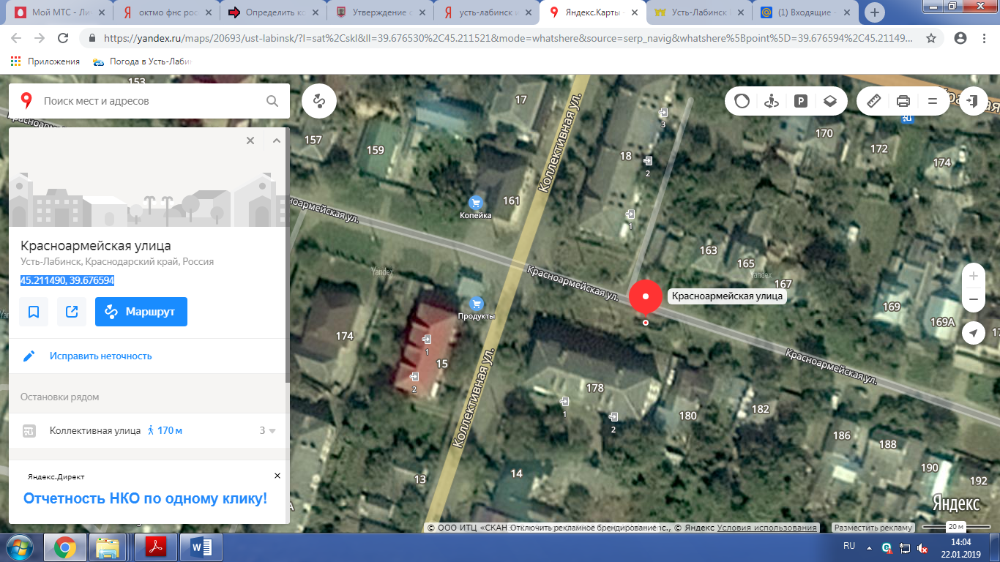 Мой МТС - Ли
октмо фнс рос
Определить ко
Утверждение с
усть-лабинск и
Яндекс.Карты -
Усть-Лабинск
(1) Входящие -
https://yandex.ru/maps/20693/ust-labinsk/?l=sat%2Cskl&ll=39.676530%2C45.211521&mode=whatshere&source=serp_navig&whatshere%5Bpoint%5D=39.676594%2C45.21149...
Приложения
Погода в Усть-Лабин
Поиск мест и адресов
Красноармейская улица
Усть-Лабинск, Краснодарский край, Россия
45.211490, 39.676594
Маршрут
Исправить неточность
Остановки рядом
Коллективная улица 170 м 3
Яндекс.Директ
Отчетность НКО по одному клику!
153
17
157
159
18
3
2
1
170
172
174
Коллективная ул.
161
Копейка
ноармейская ул.
163
165
167
Yandex
Yandex
Красноармейская ул.
Красноармейская улица
169
169А
Продукты
174
15
1
2
Коллективная ул.
178
1
2
180
182
Красноармейская ул.
186
188
190
192
13
14
Яндекс
© ООО ИТЦ «СКАН Отключить рекламное брендирование nc., © Яндекс Условия использования
Разместить рекламу
20 м
RU
14:04
22.01.2019